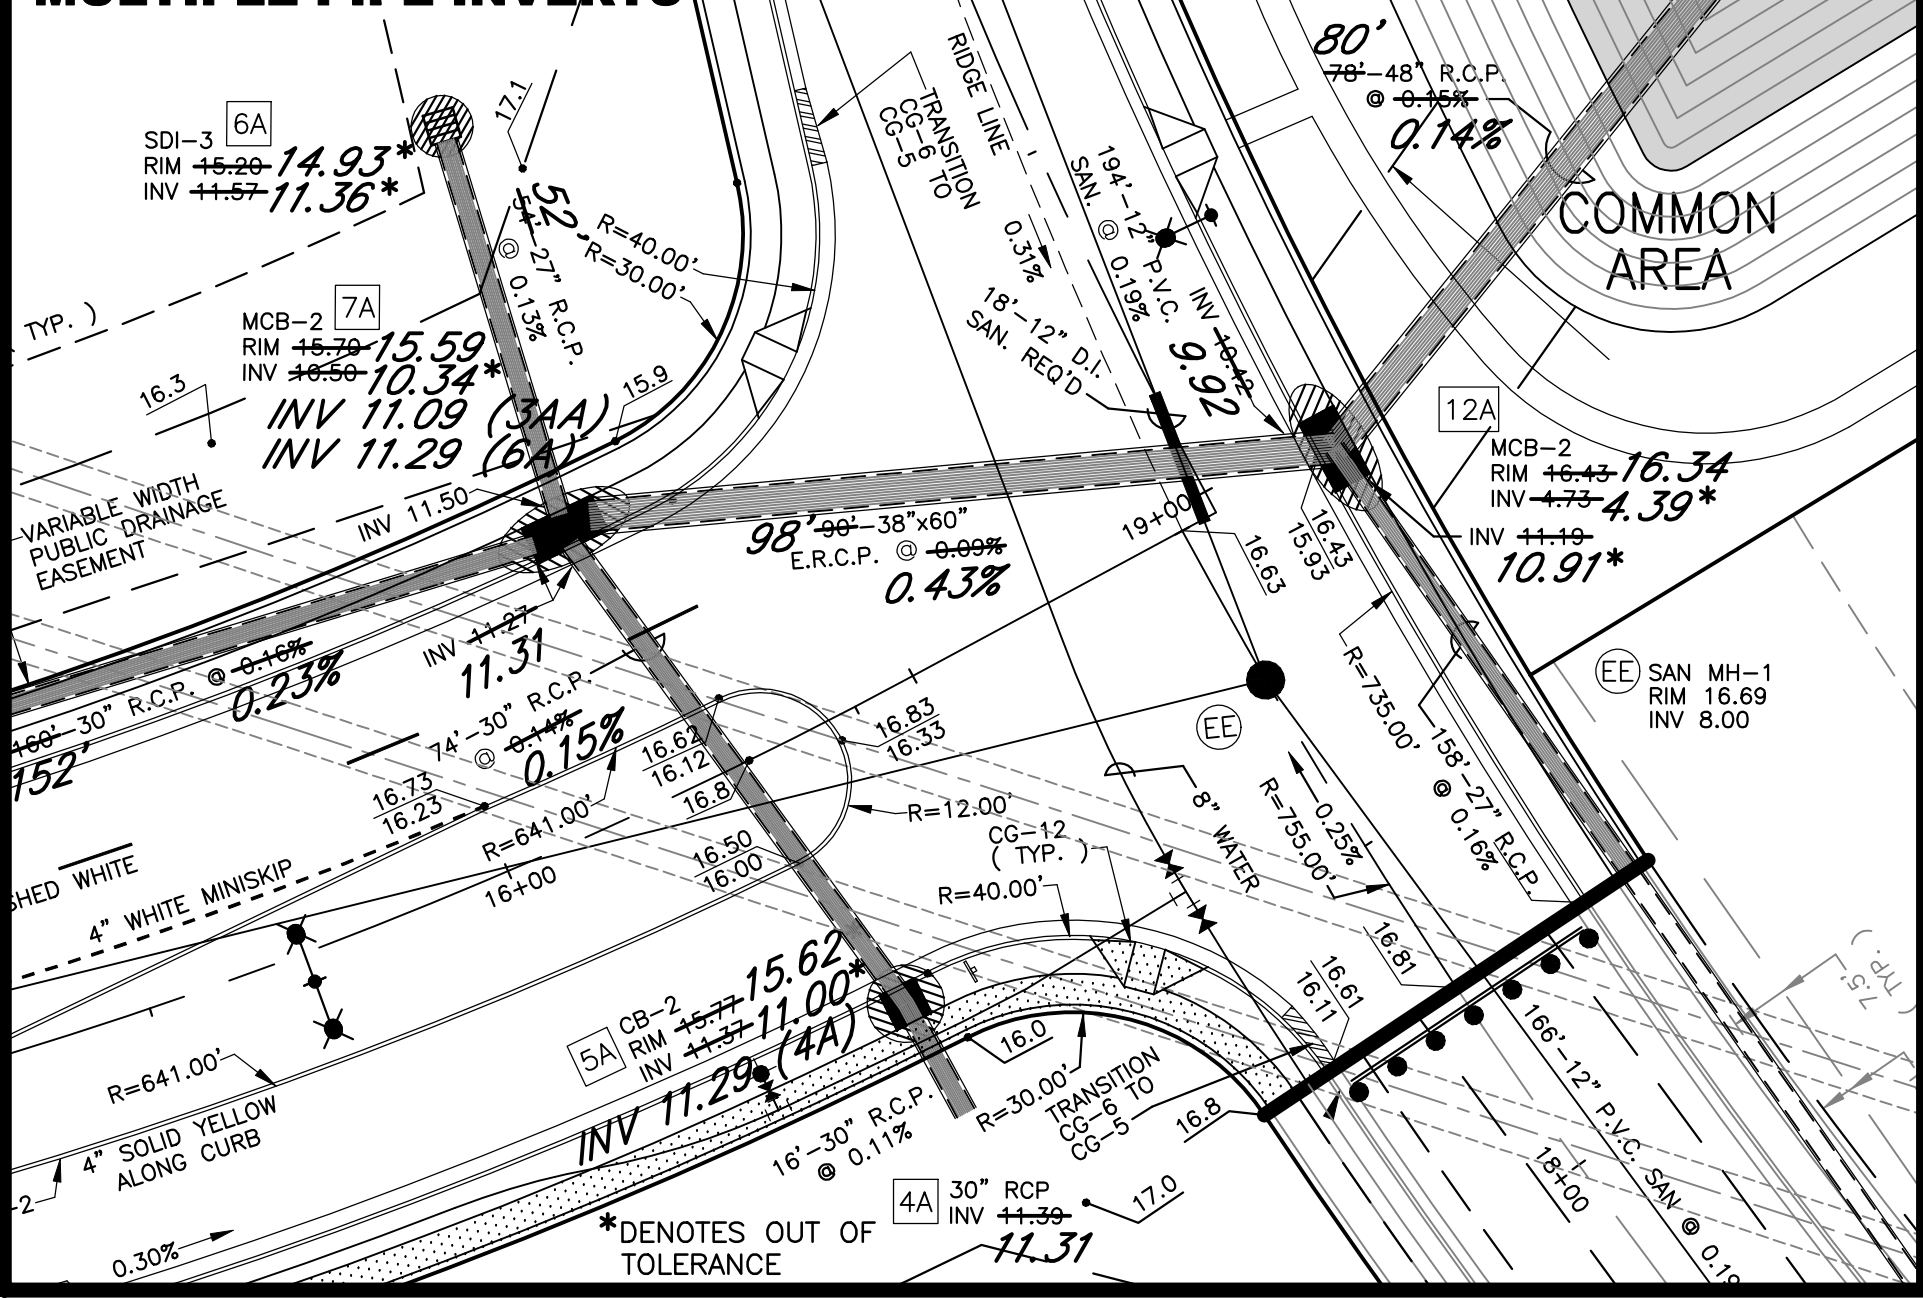 MULTIPLE PIPE INVERTS
6A
SDI-3
RIM 15.20 14.93*
INV 11.57 11.36*
17.1
52'
54'-27" R.C.P.
@ 0.13%
R=40.00'
R=30.00'
TRANSITION
CG-6 TO
CG-5
RIDGE LINE
0.31%
194'-12" P.V.C.
SAN. @ 0.19%
80'
78'-48" R.C.P.
@ 0.15%
0.14%
COMMON
AREA
TYP. )
7A
MCB-2
RIM 15.70 15.59
INV 10.50 10.34*
INV 11.09 (3AA)
INV 11.29 (6A)
16.3
15.9
18'-12" D.I.
SAN. REQ'D
INV 10.42
9.92
12A
MCB-2
RIM 16.43 16.34
INV 4.73 4.39*
INV 11.19
10.91*
VARIABLE WIDTH
PUBLIC DRAINAGE
EASEMENT
INV 11.50
98' 90'-38"x60"
E.R.C.P. @ 0.09%
0.43%
19+00
16.63
16.43
15.93
INV 11.27
11.31
160'-30" R.C.P. @ 0.16%
152' 0.23%
74'-30" R.C.P.
@ 0.14%
0.15%
R=735.00'
EE
SAN MH-1
RIM 16.69
INV 8.00
EE
16.62
16.12
16.8
16.83
16.33
16.73
16.23
R=641.00'
16+00
16.50
16.00
R=12.00'
CG-12
( TYP. )
R=40.00'
8" WATER
0.25%
R=755.00'
158'-27" R.C.P.
@ 0.16%
SHED WHITE
4" WHITE MINISKIP
16.81
16.61
16.11
7.5'
( TYP. )
5A
CB-2
RIM 15.77 15.62
INV 11.37 11.00*
INV 11.29 (4A)
16.0
R=30.00'
TRANSITION
CG-6 TO
CG-5
16.8
R=641.00'
4" SOLID YELLOW
ALONG CURB
-2
0.30%
16'-30" R.C.P.
@ 0.11%
166'-12" P.V.C. SAN @ 0.19
18+00
4A
30" RCP
INV 11.39
11.31
17.0
*DENOTES OUT OF
TOLERANCE